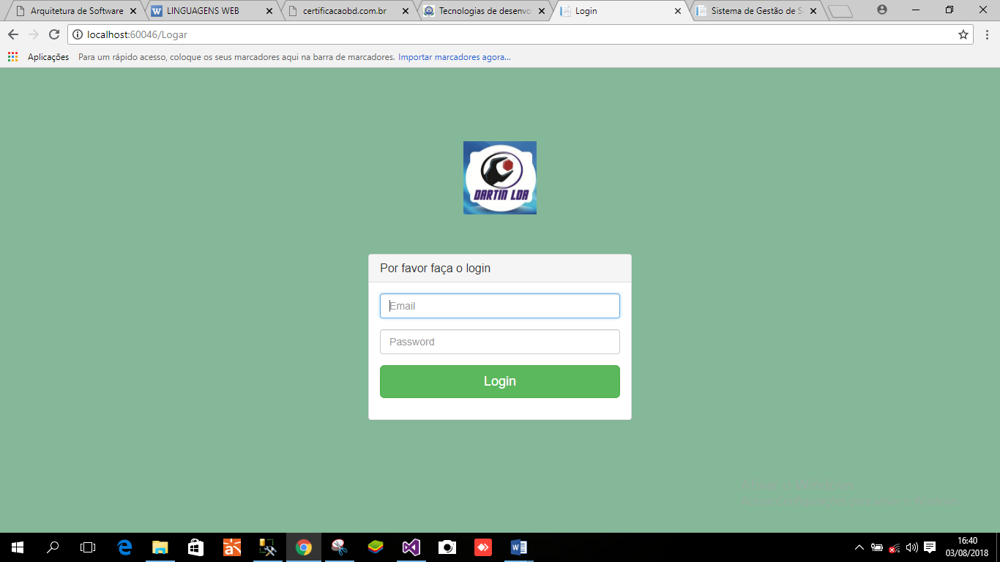 Arquitetura de Software
LINGUAGENS WEB
certificacaobd.com.br
Tecnologias de desenvo
Login
Sistema de Gestão de S
localhost:60046/Logar
Aplicações
Para um rápido acesso, coloque os seus marcadores aqui na barra de marcadores.
Importar marcadores agora...
DARTIN LDA
Por favor faça o login
Email
Password
Login
16:40
03/08/2018